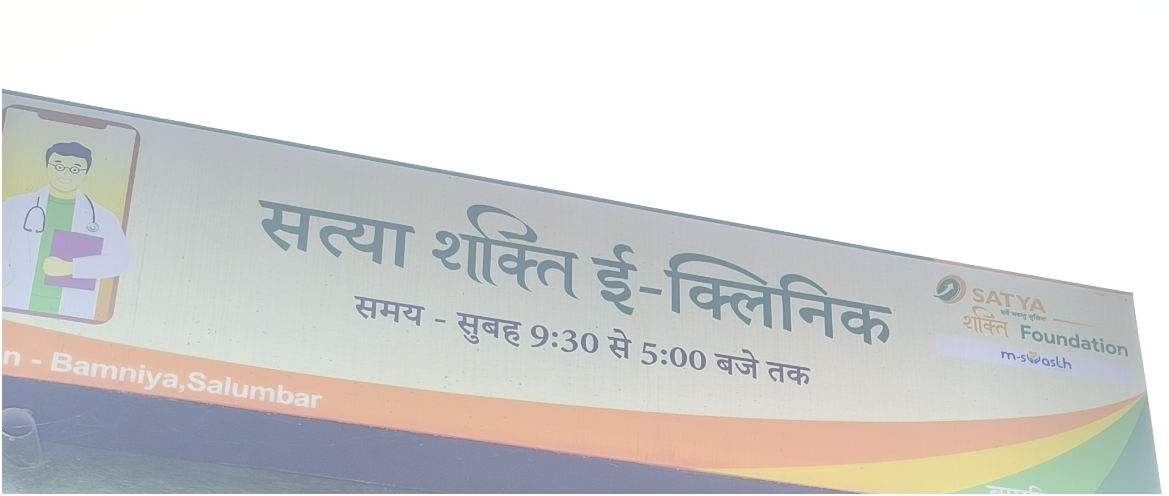 सत्या शक्ति ई-क्लिनिक
समय - सुबह 9:30 से 5:00 बजे तक
SATYA
शक्ति Foundation
m-swasth
n - Bamniya,Salumbar